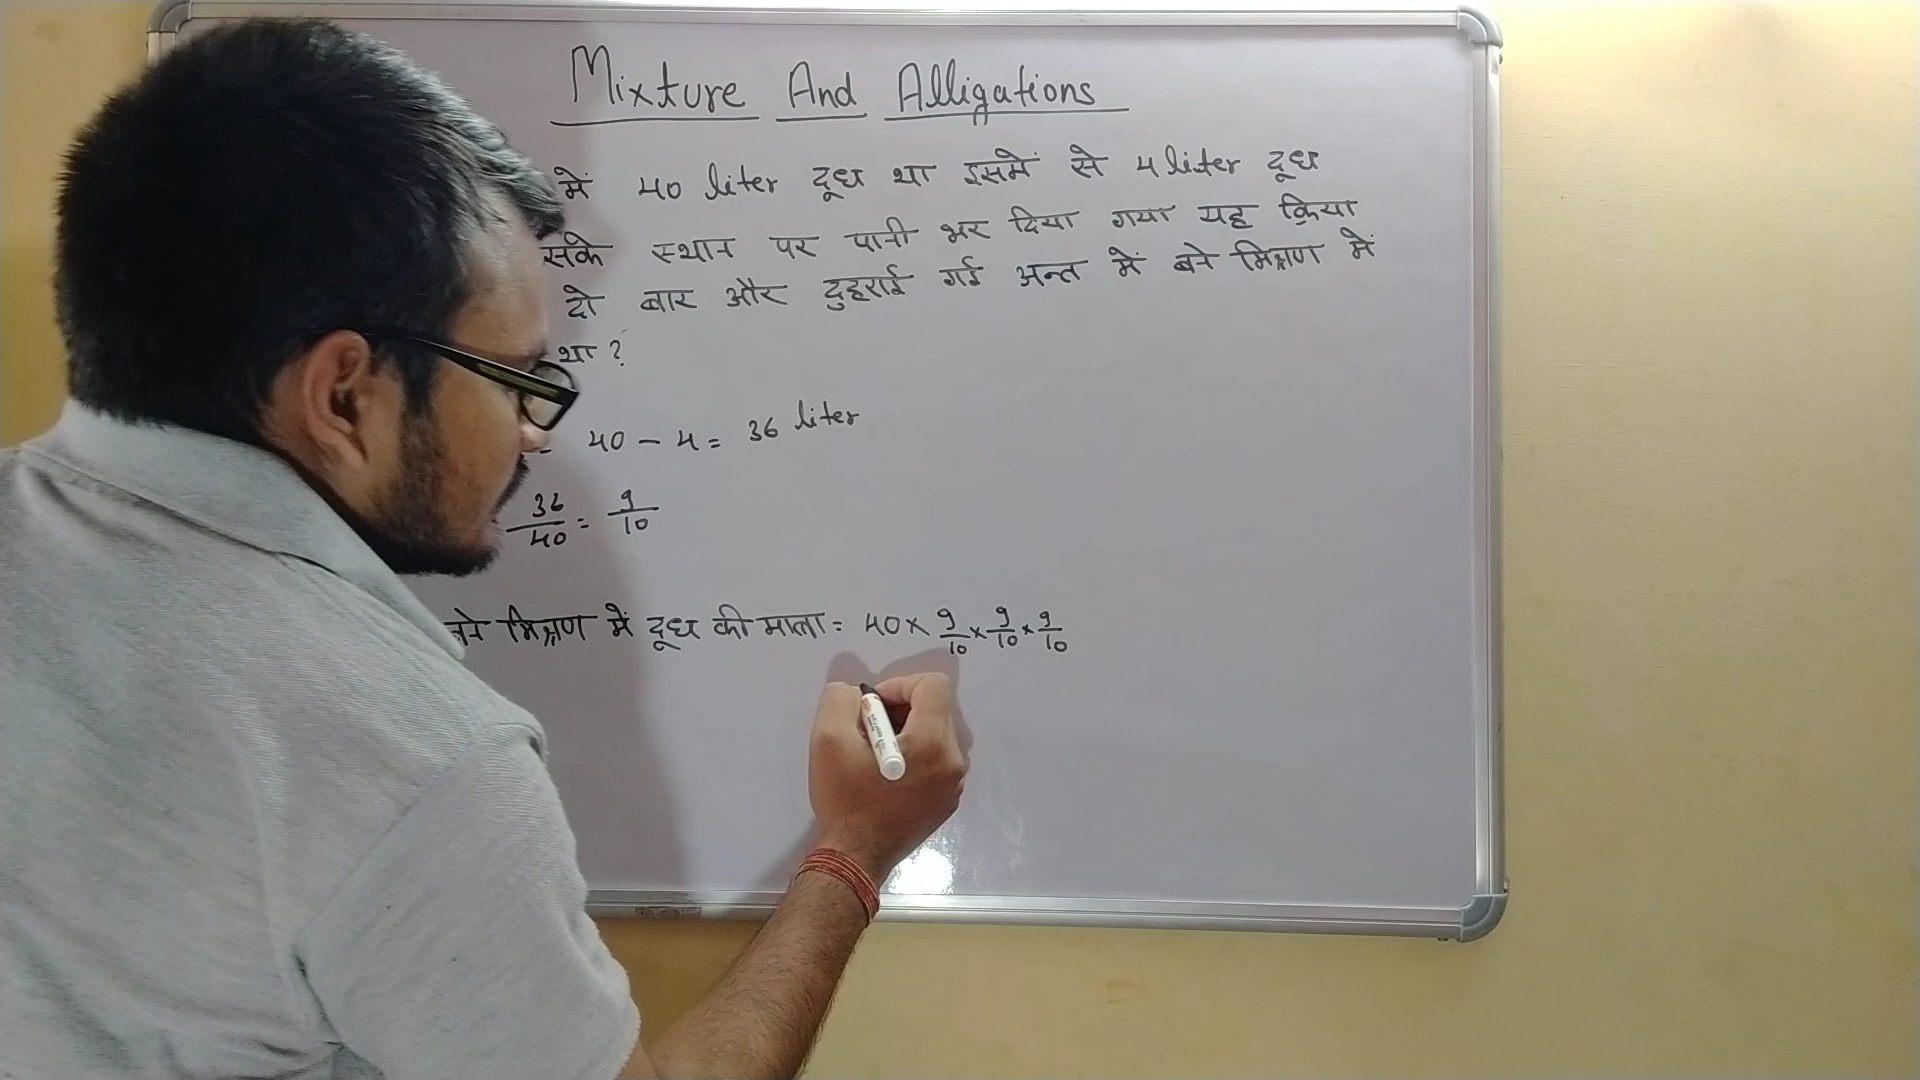 Mixture And Alligations
में 40 liter दूध था इसमें से 4 liter दूध
सके स्थान पर पानी भर दिया गया यह क्रिया
दो बार और दुहराई गई अन्त में बने मिश्रण में
था ?
= 40 - 4 = 36 liter
36/40 = 9/10
बने मिश्रण में दूध की मात्रा = 40 × 9/10 × 9/10 × 9/10